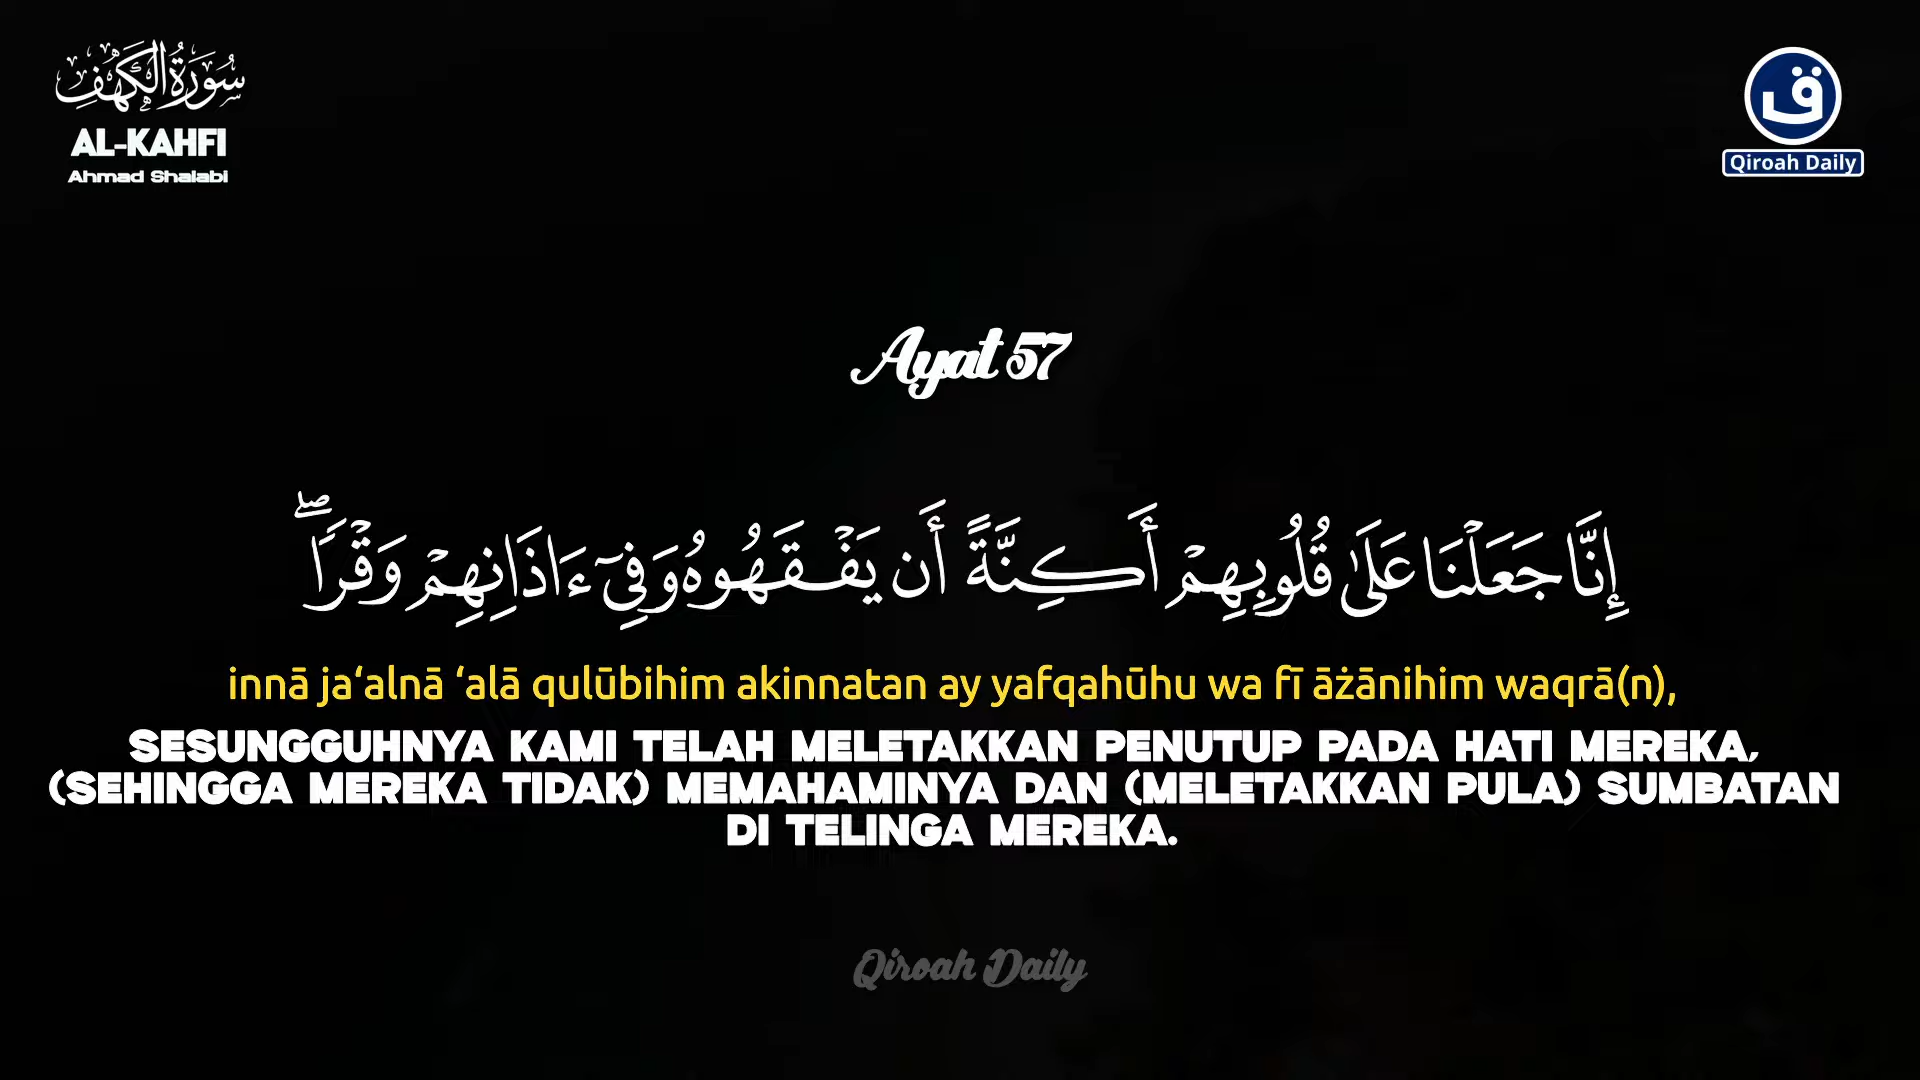 سُورَةُ الكَهْفِ
AL-KAHFI
Ahmad Shalabi
ق
Qiroah Daily
Ayat 57
إِنَّا جَعَلْنَا عَلَىٰ قُلُوبِهِمْ أَكِنَّةً أَن يَفْقَهُوهُ وَفِىٓ ءَاذَانِهِمْ وَقْرًا ۖ
innā ja‘alnā ‘alā qulūbihim akinnatan ay yafqahūhu wa fī āżānihim waqrā(n),
SESUNGGUHNYA KAMI TELAH MELETAKKAN PENUTUP PADA HATI MEREKA,
(SEHINGGA MEREKA TIDAK) MEMAHAMINYA DAN (MELETAKKAN PULA) SUMBATAN
DI TELINGA MEREKA.
Qiroah Daily